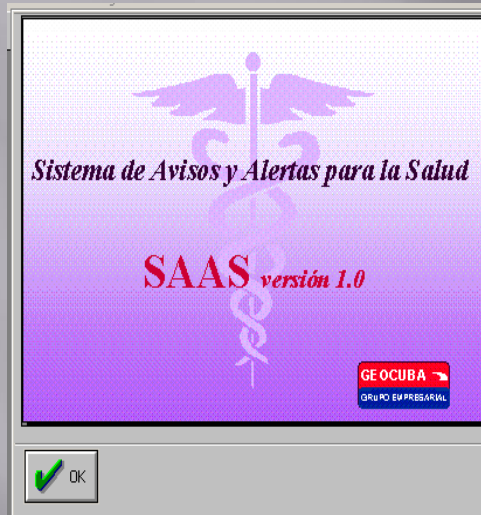 Sistema de Avisos y Alertas para la Salud
SAAS versión 1.0
GEOCUBA
GRUPO EMPRESARIAL
OK